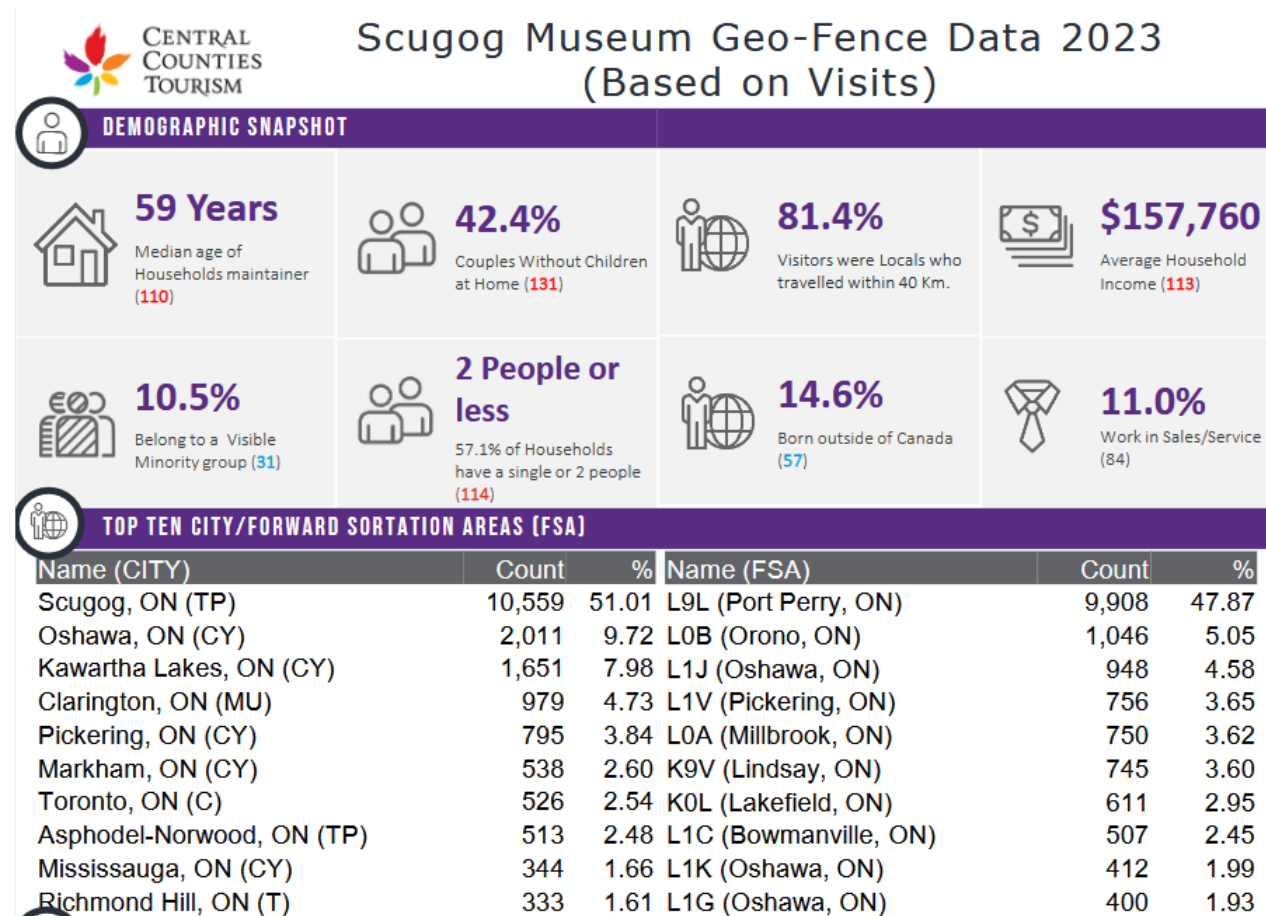 CENTRAL
COUNTIES
TOURISM
Scugog Museum Geo-Fence Data 2023
(Based on Visits)
DEMOGRAPHIC SNAPSHOT
59 Years
Median age of
Households maintainer
(110)
42.4%
Couples Without Children
at Home (131)
81.4%
Visitors were Locals who
travelled within 40 Km.
$157,760
Average Household
Income (113)
10.5%
Belong to a Visible
Minority group (31)
2 People or
less
57.1% of Households
have a single or 2 people
(114)
14.6%
Born outside of Canada
(57)
11.0%
Work in Sales/Service
(84)
TOP TEN CITY/FORWARD SORTATION AREAS (FSA)
Name (CITY) Count % Name (FSA) Count %
Scugog, ON (TP) 10,559 51.01 L9L (Port Perry, ON) 9,908 47.87
Oshawa, ON (CY) 2,011 9.72 L0B (Orono, ON) 1,046 5.05
Kawartha Lakes, ON (CY) 1,651 7.98 L1J (Oshawa, ON) 948 4.58
Clarington, ON (MU) 979 4.73 L1V (Pickering, ON) 756 3.65
Pickering, ON (CY) 795 3.84 L0A (Millbrook, ON) 750 3.62
Markham, ON (CY) 538 2.60 K9V (Lindsay, ON) 745 3.60
Toronto, ON (C) 526 2.54 K0L (Lakefield, ON) 611 2.95
Asphodel-Norwood, ON (TP) 513 2.48 L1C (Bowmanville, ON) 507 2.45
Mississauga, ON (CY) 344 1.66 L1K (Oshawa, ON) 412 1.99
Richmond Hill, ON (T) 333 1.61 L1G (Oshawa, ON) 400 1.93